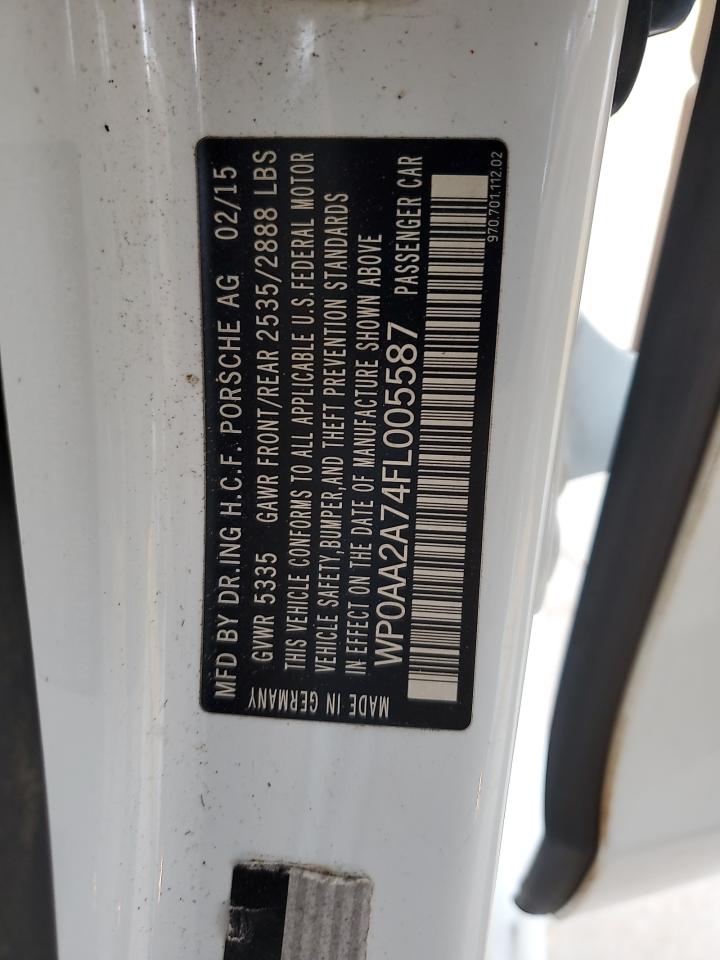 MFD BY DR.ING H.C.F. PORSCHE AG 02/15
GVWR 5335 GAWR FRONT/REAR 2535/2888 LBS
THIS VEHICLE CONFORMS TO ALL APPLICABLE U.S.FEDERAL MOTOR
VEHICLE SAFETY,BUMPER,AND THEFT PREVENTION STANDARDS
IN EFFECT ON THE DATE OF MANUFACTURE SHOWN ABOVE
WP0AA2A74FL005587 PASSENGER CAR
970.701.112.02
MADE IN GERMANY